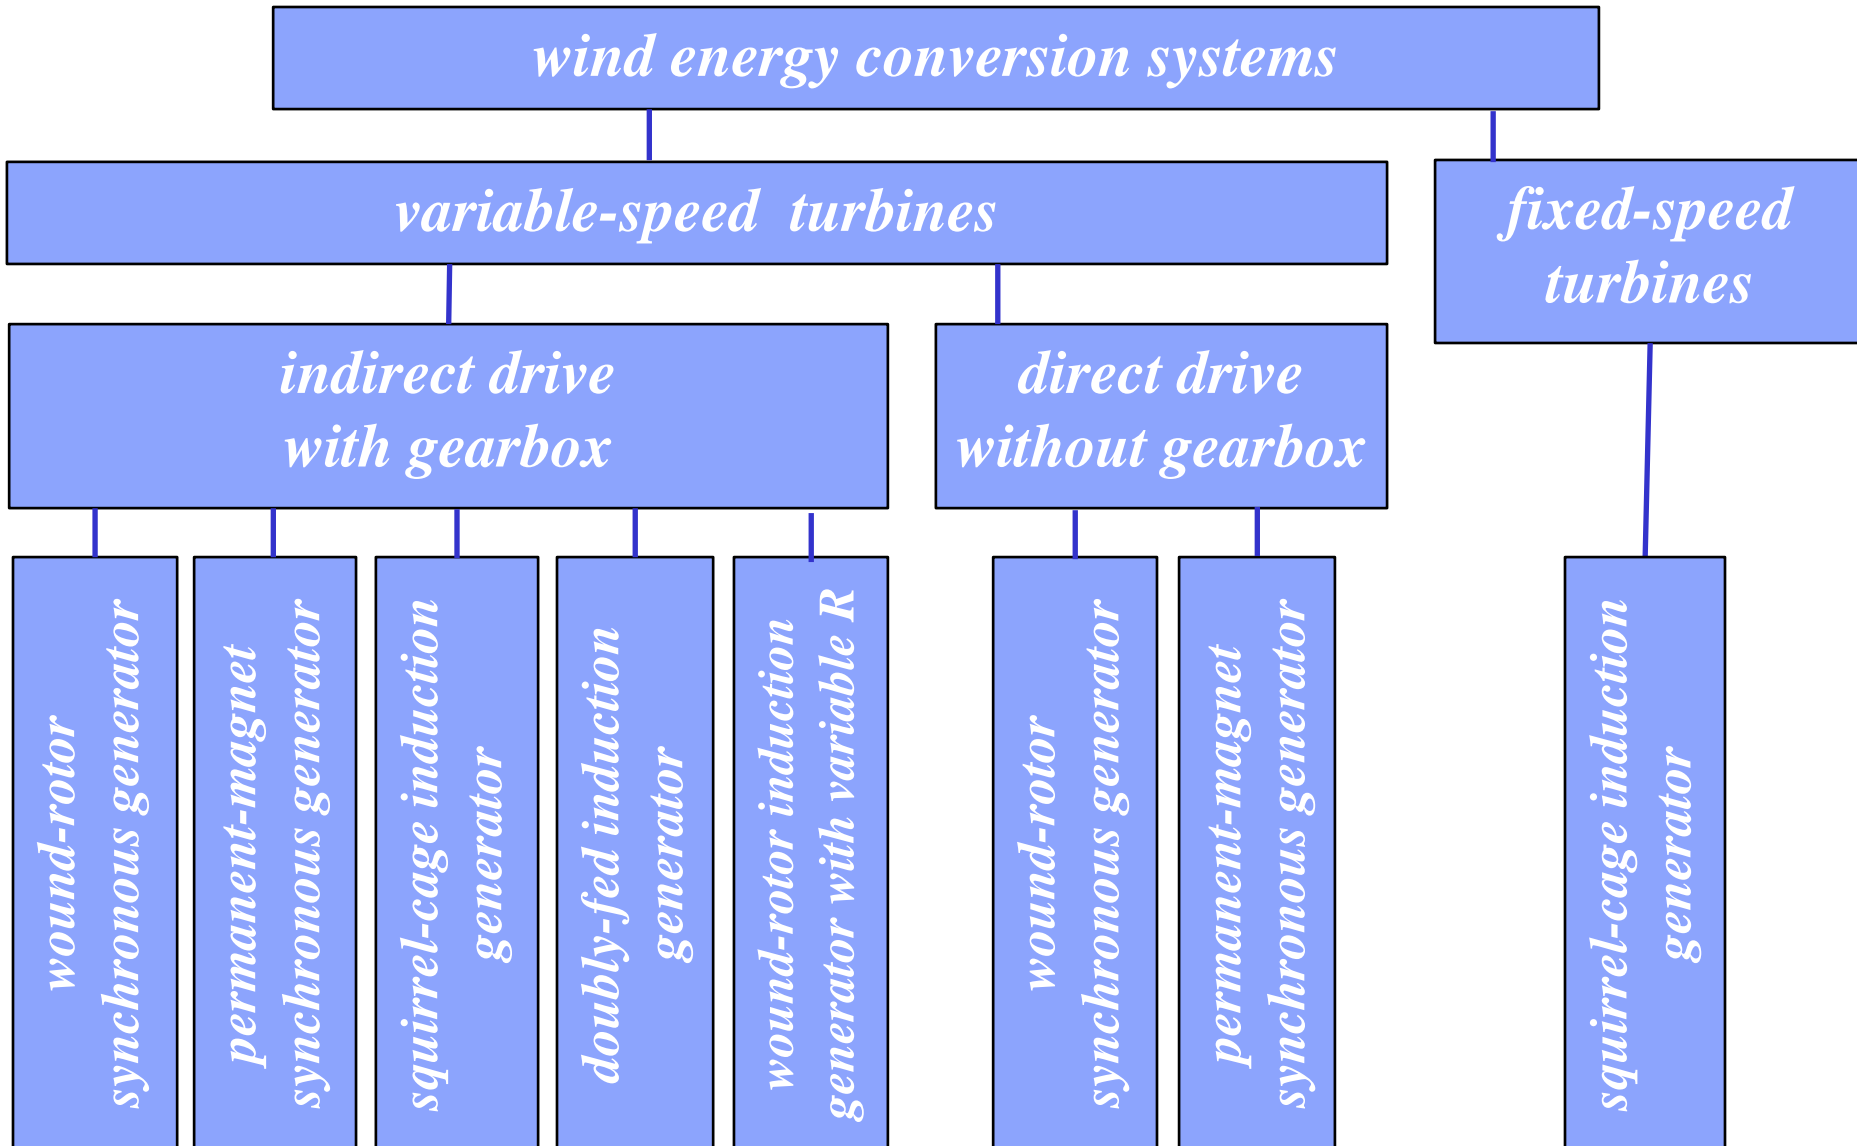 wind energy conversion systems
variable-speed turbines
fixed-speed
turbines
indirect drive
with gearbox
direct drive
without gearbox
wound-rotor
synchronous generator
permanent-magnet
synchronous generator
squirrel-cage induction
generator
doubly-fed induction
generator
wound-rotor induction
generator with variable R
wound-rotor
synchronous generator
permanent-magnet
synchronous generator
squirrel-cage induction
generator